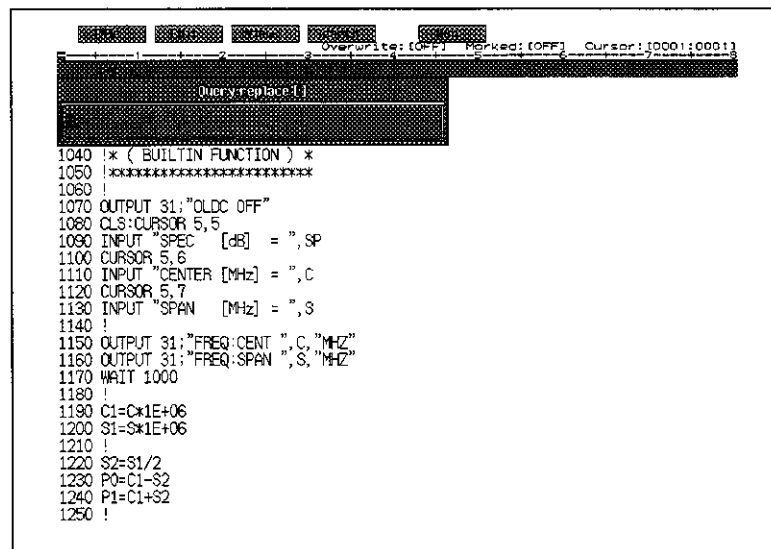 Overwrite:[OFF] Marked:[OFF] Cursor:[0001:0001]
Query-replace[]
1040 !* ( BUILTIN FUNCTION ) *
1050 !************************
1060 !
1070 OUTPUT 31;"OLDC OFF"
1080 CLS:CURSOR 5,5
1090 INPUT "SPEC   [dB]  = ",SP
1100 CURSOR 5,6
1110 INPUT "CENTER [MHz] = ",C
1120 CURSOR 5,7
1130 INPUT "SPAN   [MHz] = ",S
1140 !
1150 OUTPUT 31;"FREQ:CENT ",C,"MHZ"
1160 OUTPUT 31;"FREQ:SPAN ",S,"MHZ"
1170 WAIT 1000
1180 !
1190 C1=C*1E+06
1200 S1=S*1E+06
1210 !
1220 S2=S1/2
1230 P0=C1-S2
1240 P1=C1+S2
1250 !